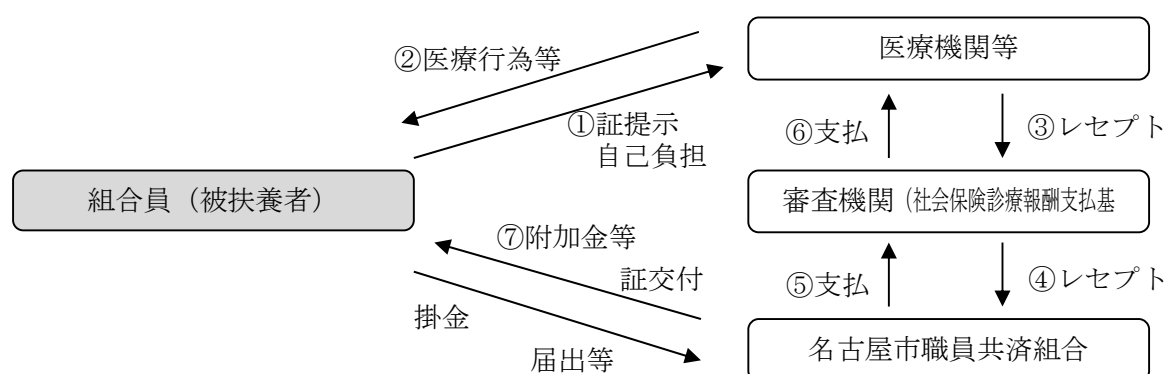 医療機関等
②医療行為等
①証提示
自己負担
⑥支払
③レセプト
組合員（被扶養者）
審査機関（社会保険診療報酬支払基
⑦附加金等
証交付
⑤支払
④レセプト
掛金
届出等
名古屋市職員共済組合